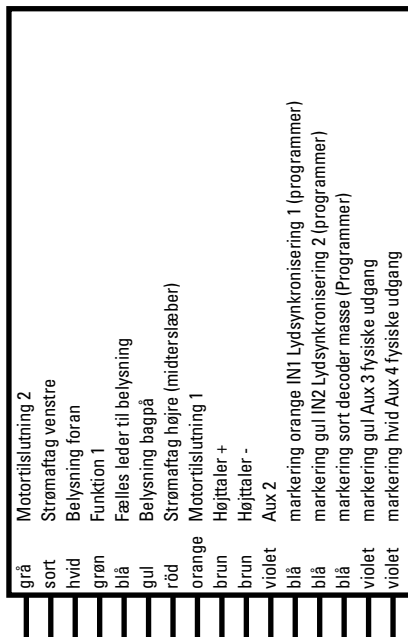 grå Motortilslutning 2
sort Strømaftag venstre
hvid Belysning foran
grøn Funktion 1
blå Fælles leder til belysning
gul Belysning bagpå
röd Strømaftag højre (midterslæber)
orange Motortilslutning 1
brun Højttaler +
brun Højttaler -
violet Aux 2
blå markering orange IN1 Lydsynkronisering 1 (programmer)
blå markering gul IN2 Lydsynkronisering 2 (programmer)
blå markering sort decoder masse (Programmer)
violet markering gul Aux 3 fysiske udgang
violet markering hvid Aux 4 fysiske udgang